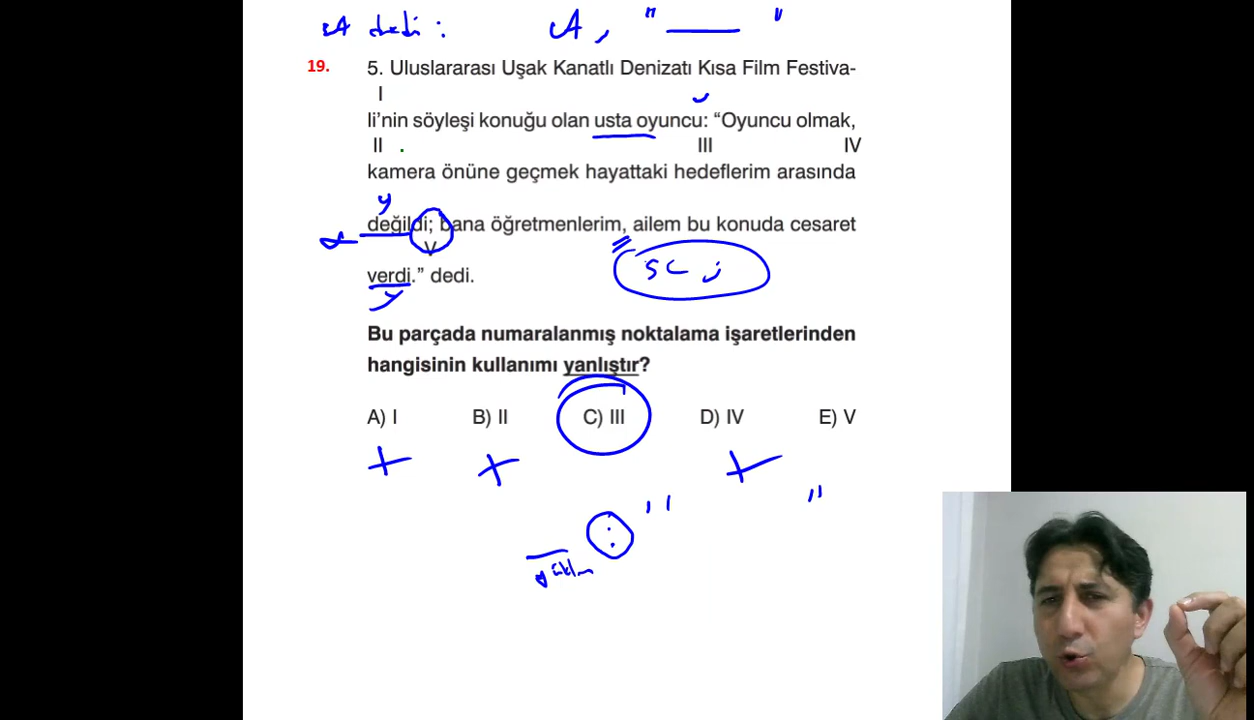 A dedi : A, " "
19. 5. Uluslararası Uşak Kanatlı Denizatı Kısa Film Festiva-
I
li'nin söyleşi konuğu olan usta oyuncu: “Oyuncu olmak,
II III IV
kamera önüne geçmek hayattaki hedeflerim arasında
y
değildi; bana öğretmenlerim, ailem bu konuda cesaret
V
verdi.” dedi.
y
Bu parçada numaralanmış noktalama işaretlerinden
hangisinin kullanımı yanlıştır?
A) I B) II C) III D) IV E) V
: " "